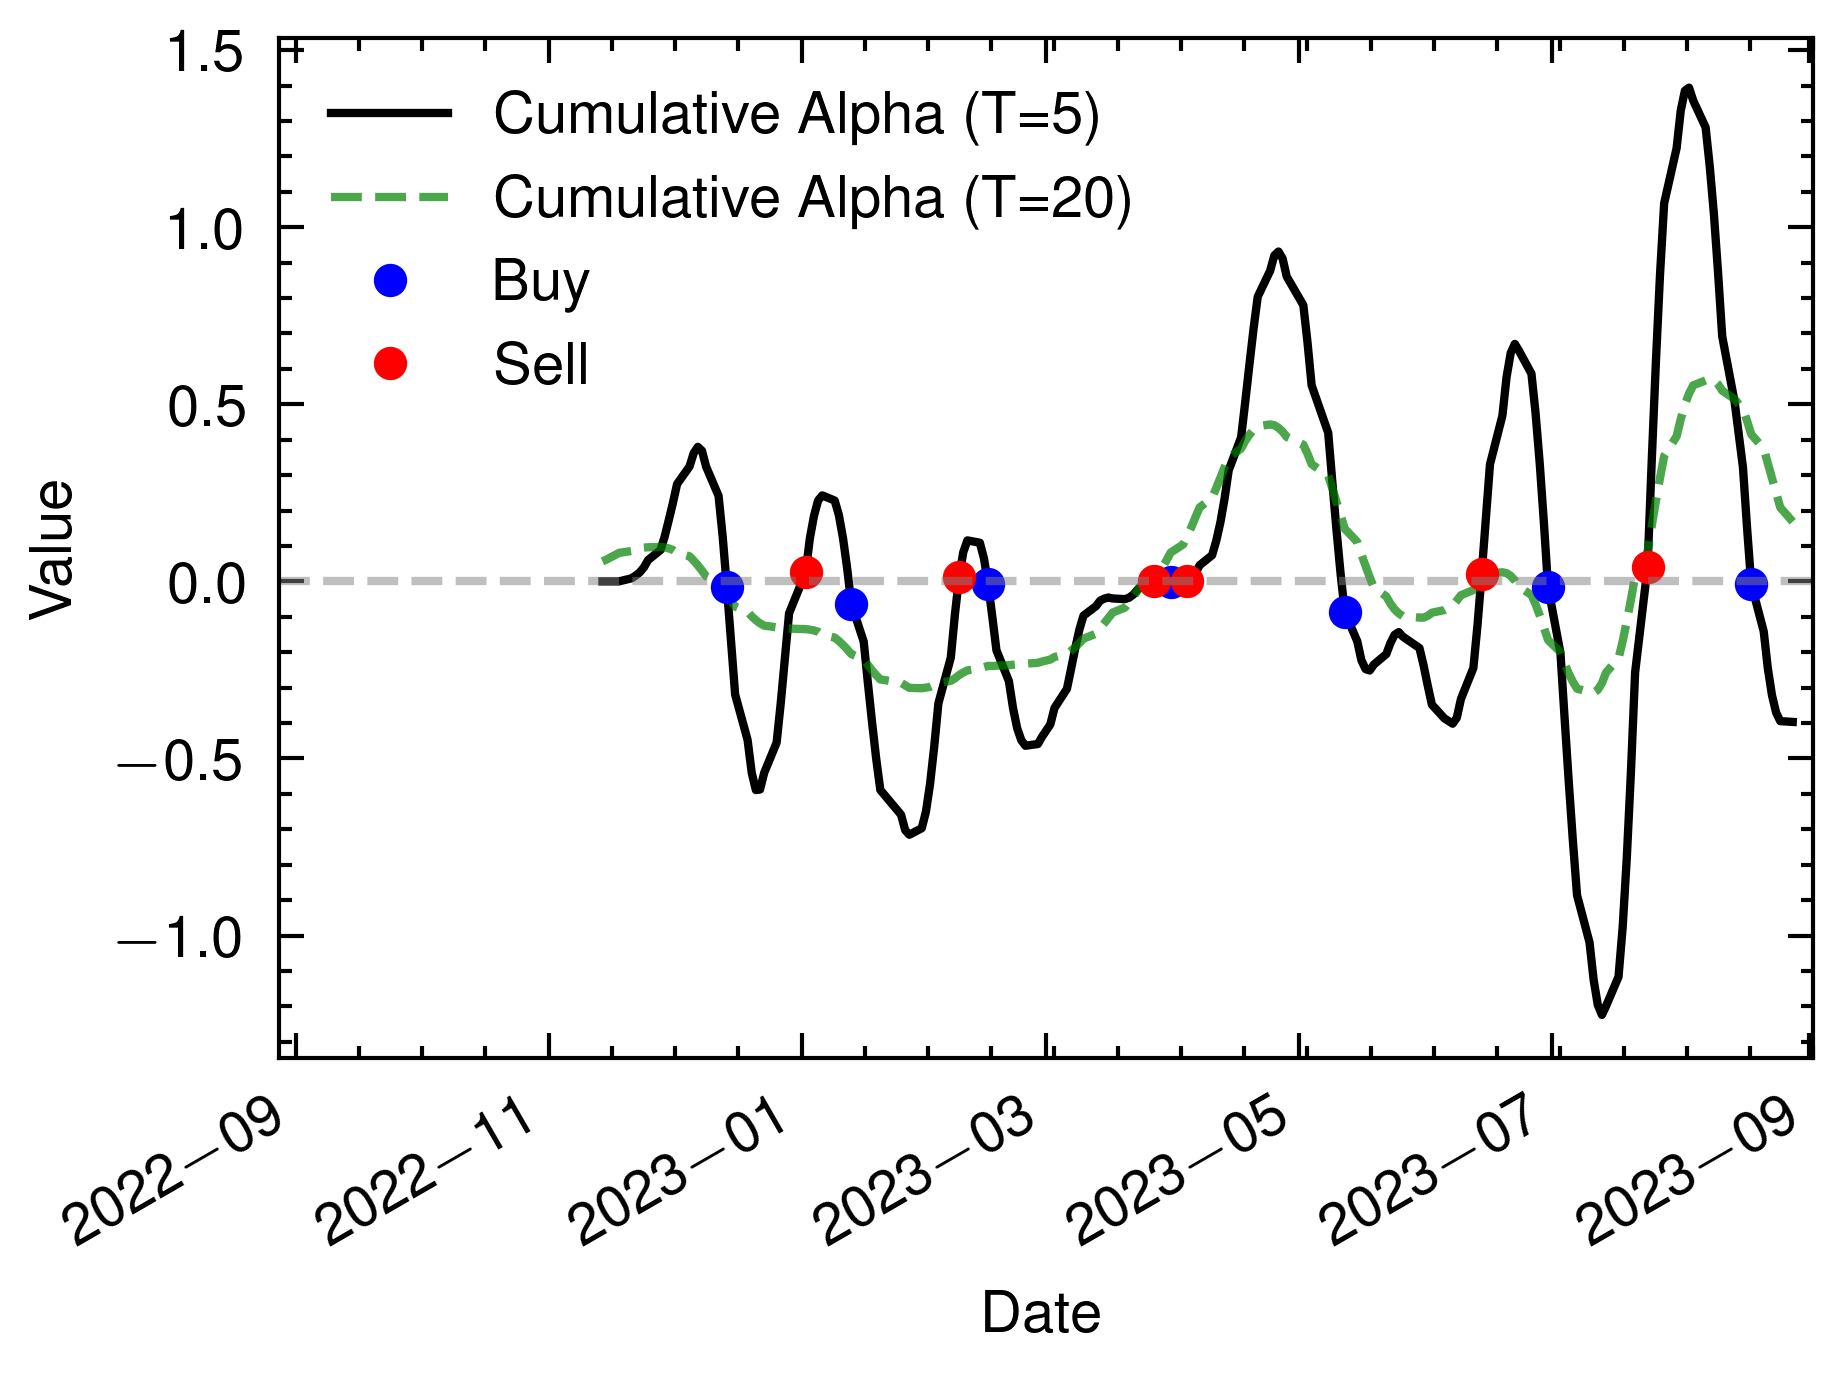 1.5
1.0
0.5
0.0
−0.5
−1.0
Value
Cumulative Alpha (T=5)
Cumulative Alpha (T=20)
Buy
Sell
2022−09
2022−11
2023−01
2023−03
2023−05
2023−07
2023−09
Date